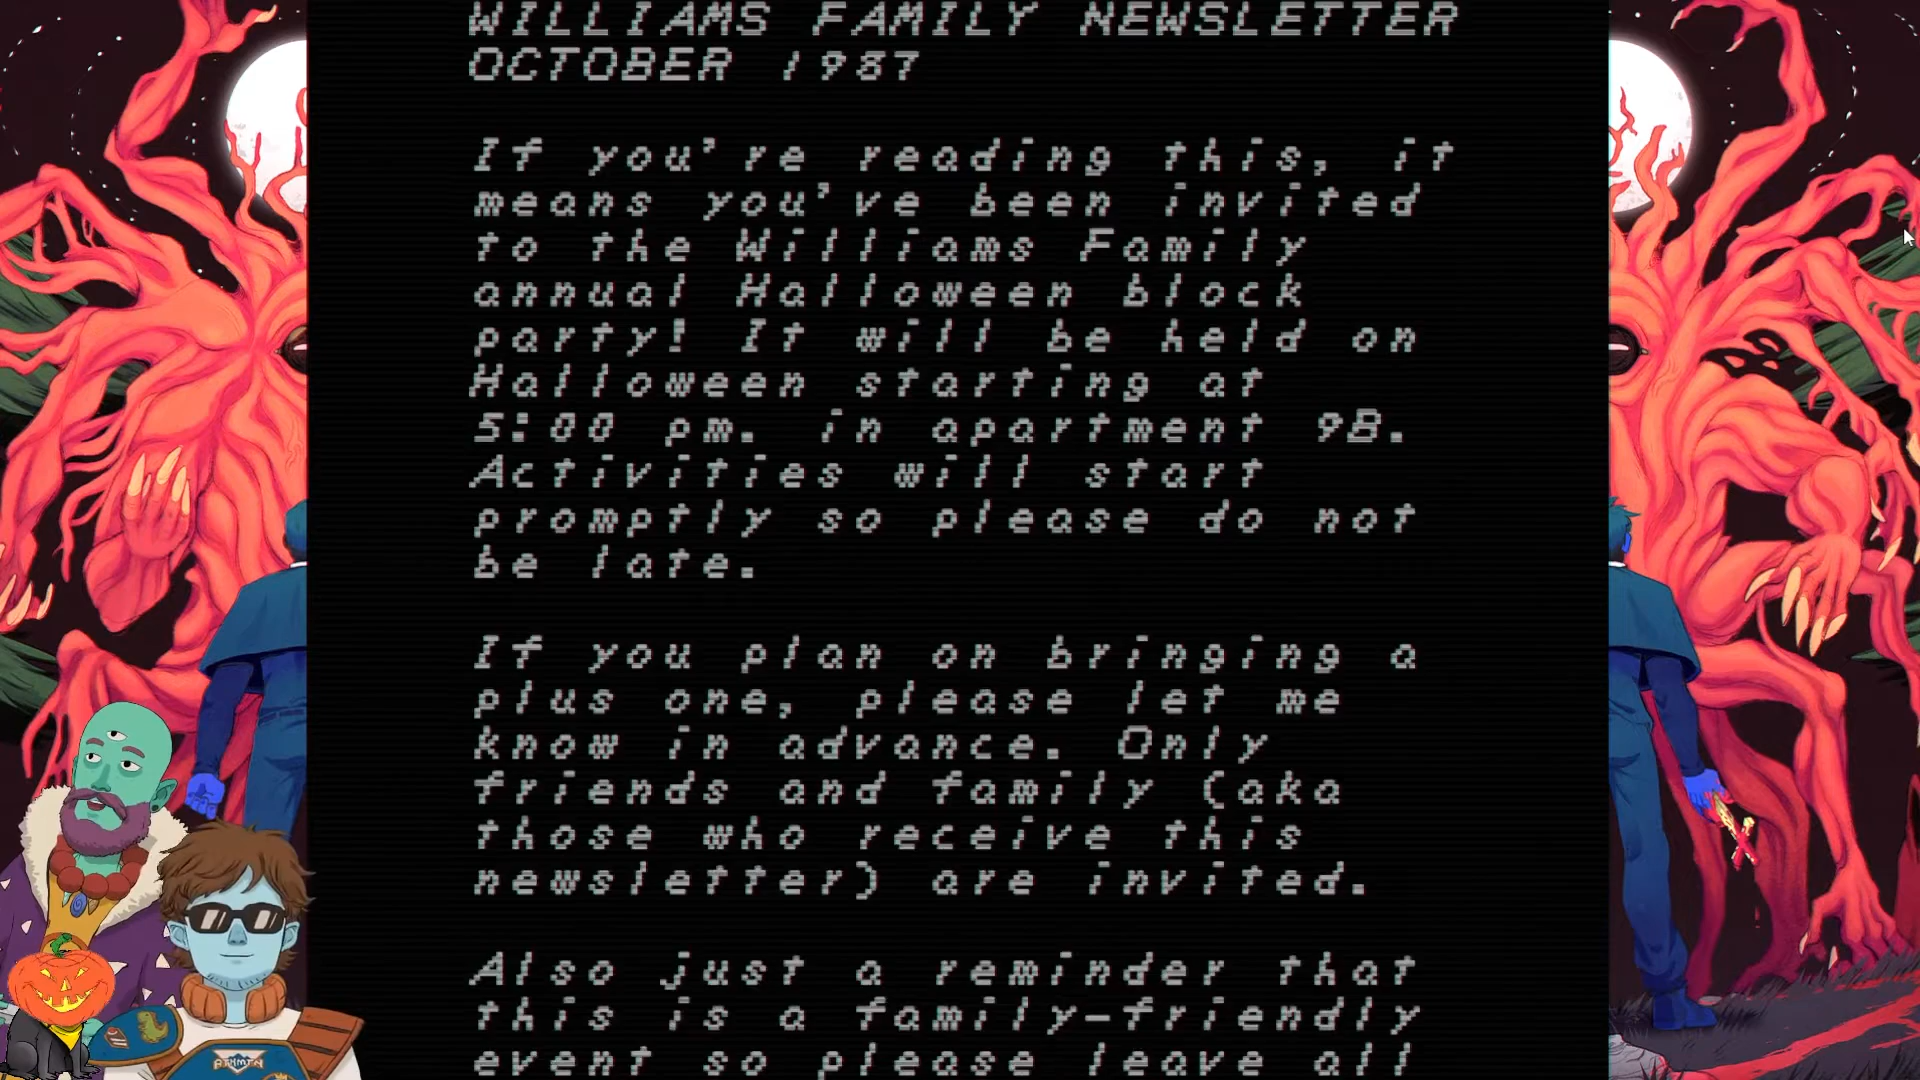 WILLIAMS FAMILY NEWSLETTER
OCTOBER 1987
If you're reading this, it
means you've been invited
to the Williams Family
annual Halloween block
party! It will be held on
Halloween starting at
5:00 pm. in apartment 9B.
Activities will start
promptly so please do not
be late.
If you plan on bringing a
plus one, please let me
know in advance. Only
friends and family (aka
those who receive this
newsletter) are invited.
Also just a reminder that
this is a family-friendly
event so please leave all